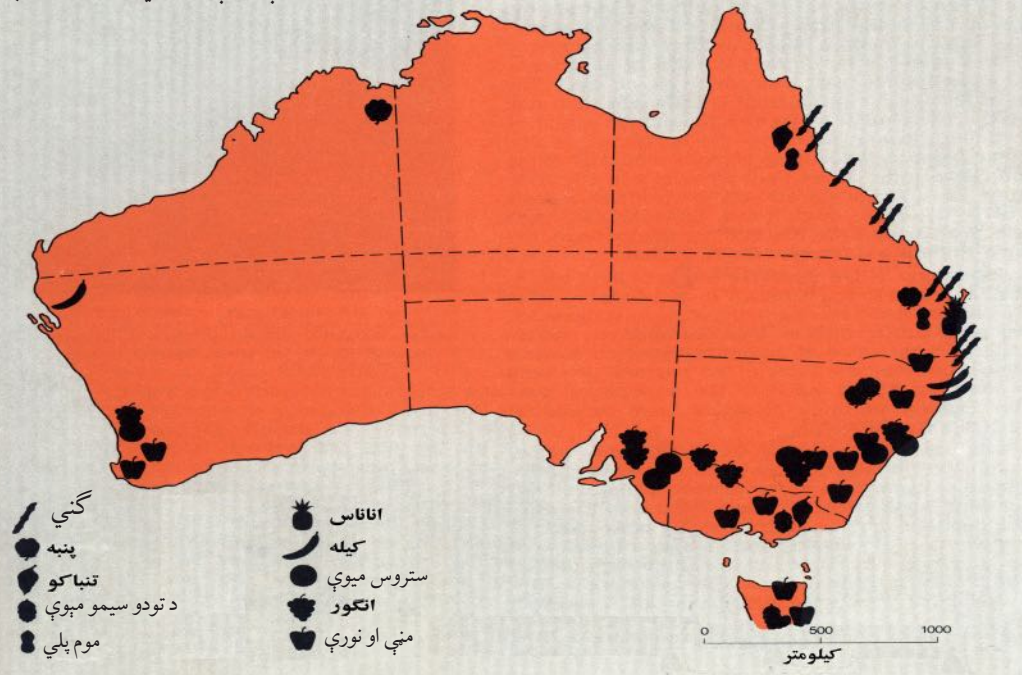 گني
پنبه
تنباکو
د تودو سیمو میوې
موم پلي
اناناس
کیله
ستروس میوې
انګور
مڼې او نورې
0 500 1000
کیلومتر